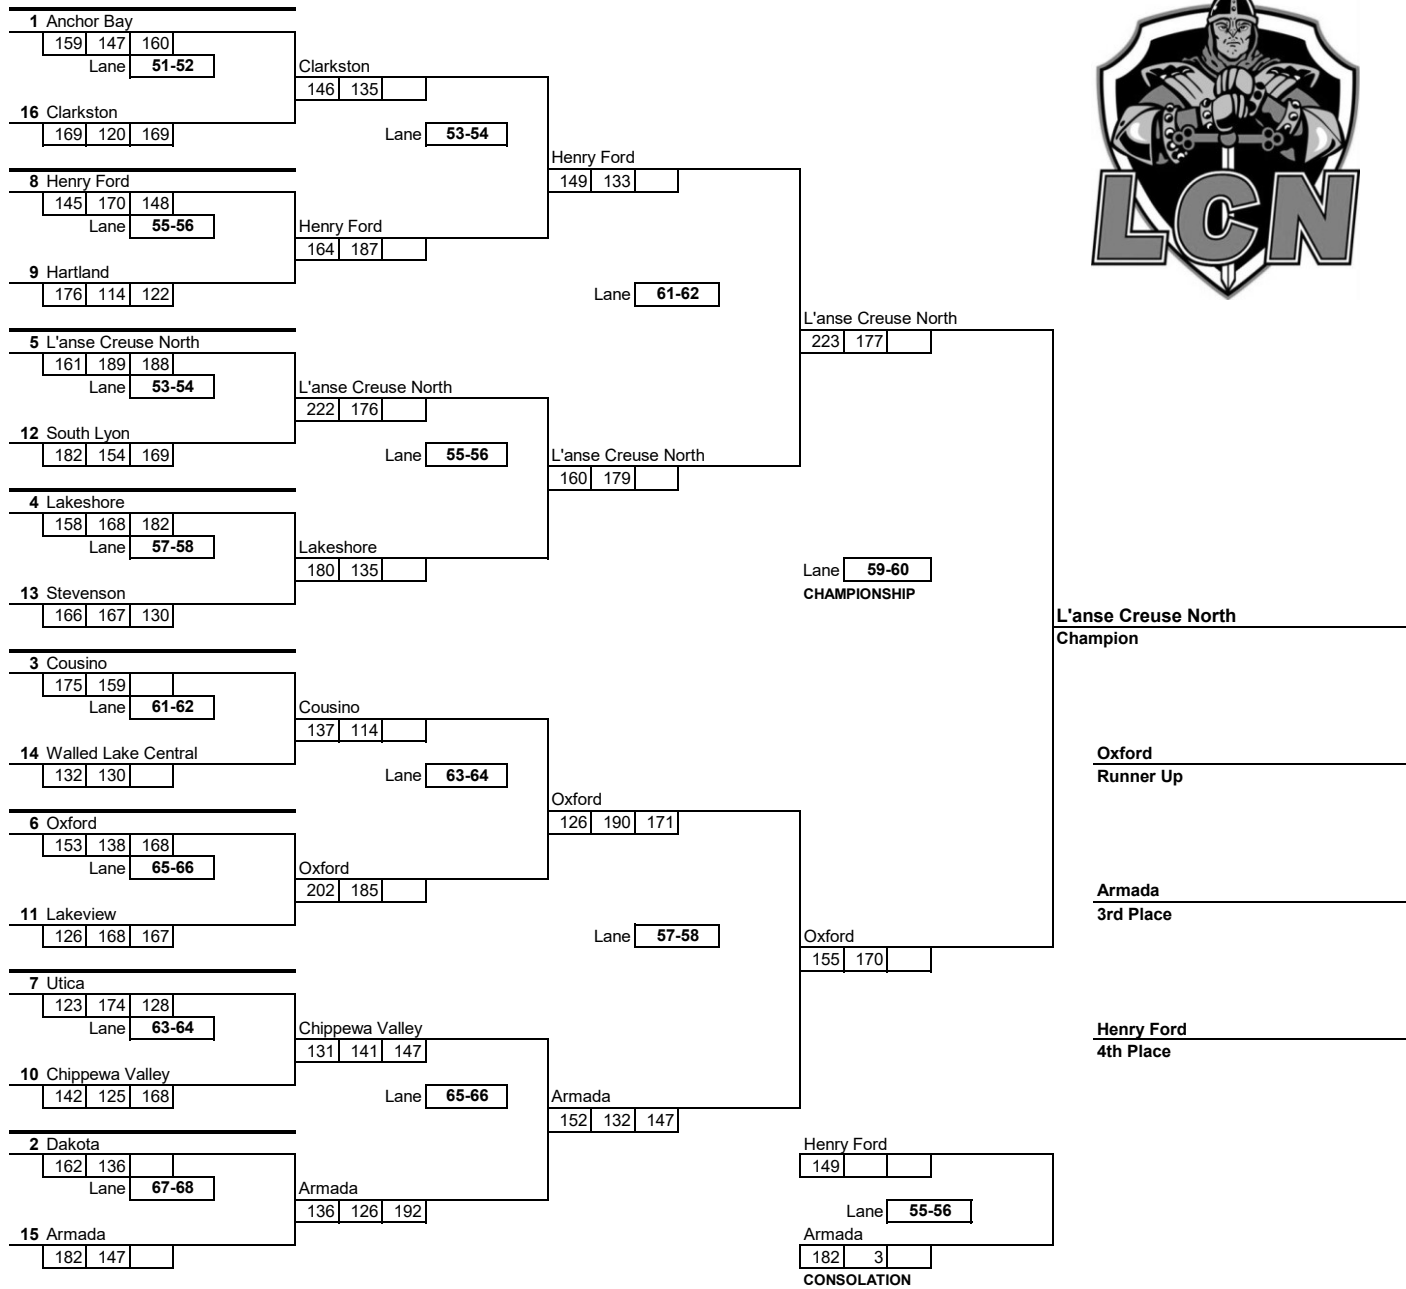 1 Anchor Bay
159 147 160
Lane 51-52
16 Clarkston
169 120 169
8 Henry Ford
145 170 148
Lane 55-56
9 Hartland
176 114 122
5 L'anse Creuse North
161 189 188
Lane 53-54
12 South Lyon
182 154 169
4 Lakeshore
158 168 182
Lane 57-58
13 Stevenson
166 167 130
3 Cousino
175 159
Lane 61-62
14 Walled Lake Central
132 130
6 Oxford
153 138 168
Lane 65-66
11 Lakeview
126 168 167
7 Utica
123 174 128
Lane 63-64
10 Chippewa Valley
142 125 168
2 Dakota
162 136
Lane 67-68
15 Armada
182 147
Clarkston
146 135
Lane 53-54
Henry Ford
164 187
L'anse Creuse North
222 176
Lane 55-56
Lakeshore
180 135
Cousino
137 114
Lane 63-64
Oxford
202 185
Chippewa Valley
131 141 147
Lane 65-66
Armada
136 126 192
Henry Ford
149 133
Lane 61-62
L'anse Creuse North
160 179
Oxford
126 190 171
Lane 57-58
Armada
152 132 147
L'anse Creuse North
223 177
Lane 59-60
CHAMPIONSHIP
Oxford
155 170
Henry Ford
149
Lane 55-56
Armada
182 3
CONSOLATION
LCN
L'anse Creuse North
Champion
Oxford
Runner Up
Armada
3rd Place
Henry Ford
4th Place